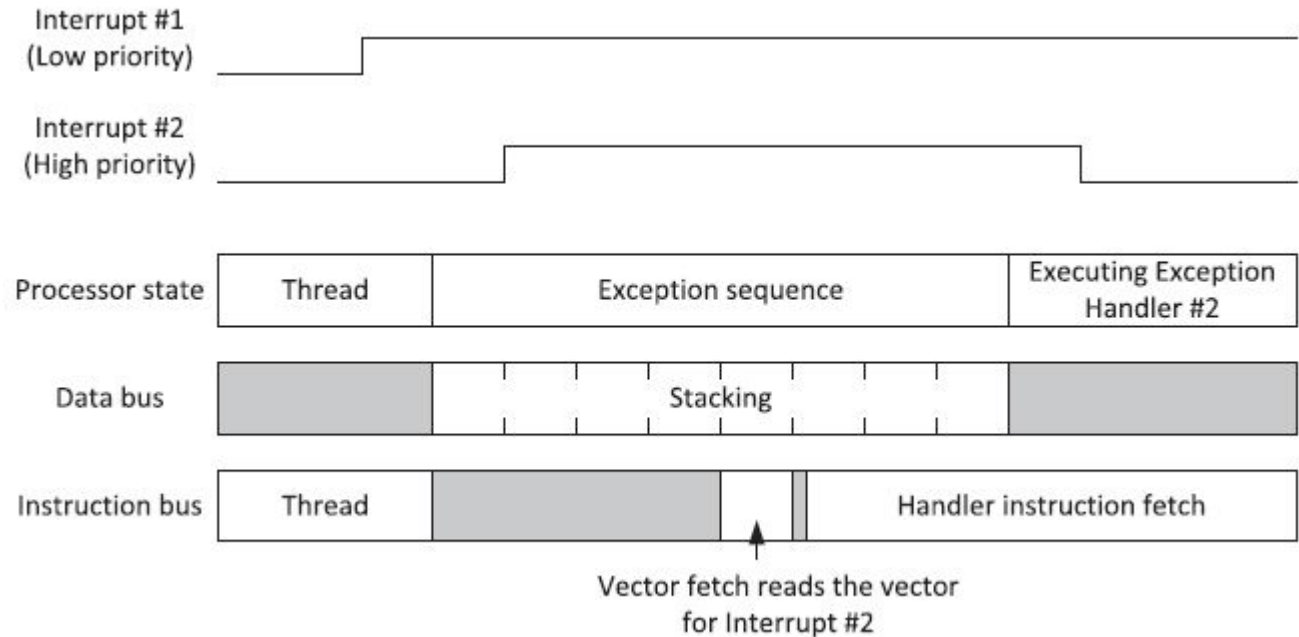 Interrupt #1
(Low priority)
Interrupt #2
(High priority)
Processor state
Thread
Exception sequence
Executing Exception
Handler #2
Data bus
Stacking
Instruction bus
Thread
Handler instruction fetch
Vector fetch reads the vector
for Interrupt #2